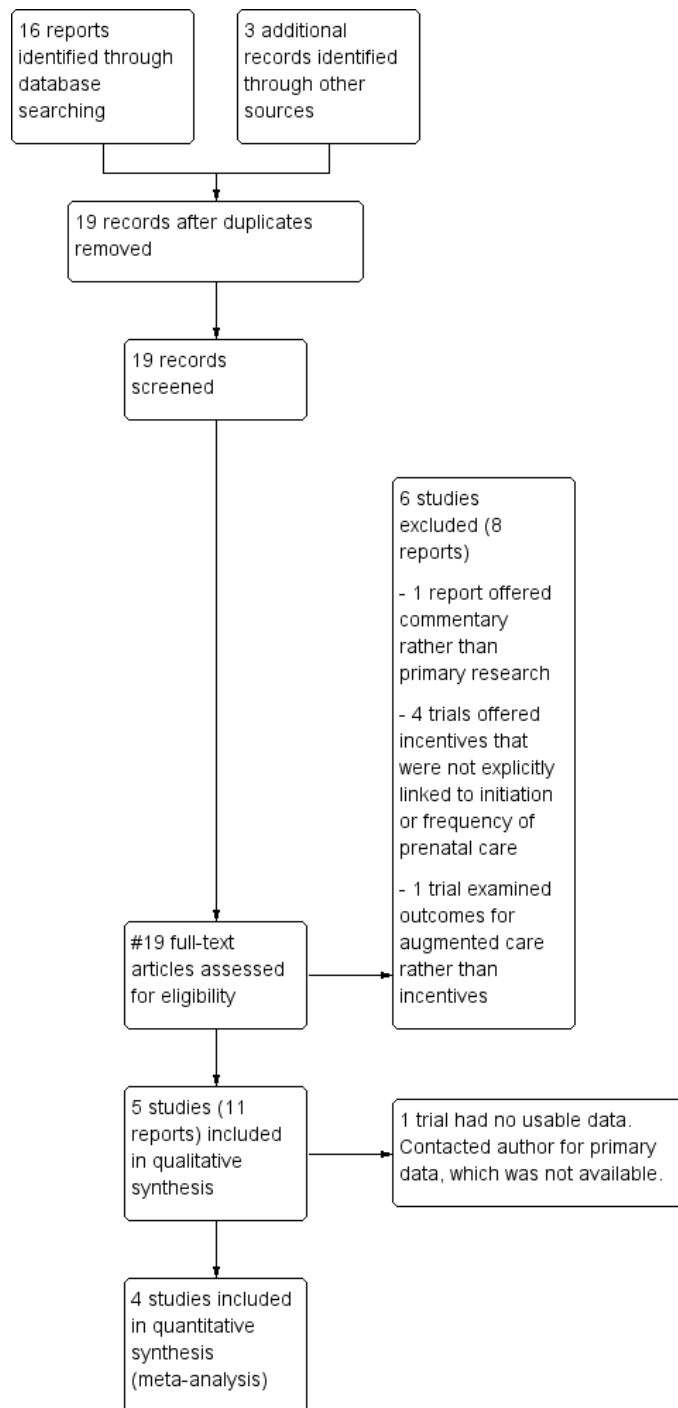 16 reports
identified through
database
searching
3 additional
records identified
through other
sources
19 records after duplicates
removed
19 records
screened
6 studies
excluded (8
reports)
- 1 report offered
commentary
rather than
primary research
- 4 trials offered
incentives that
were not explicitly
linked to initiation
or frequency of
prenatal care
- 1 trial examined
outcomes for
augmented care
rather than
incentives
#19 full-text
articles assessed
for eligibility
5 studies (11
reports) included
in qualitative
synthesis
1 trial had no usable data.
Contacted author for primary
data, which was not available.
4 studies included
in quantitative
synthesis
(meta-analysis)